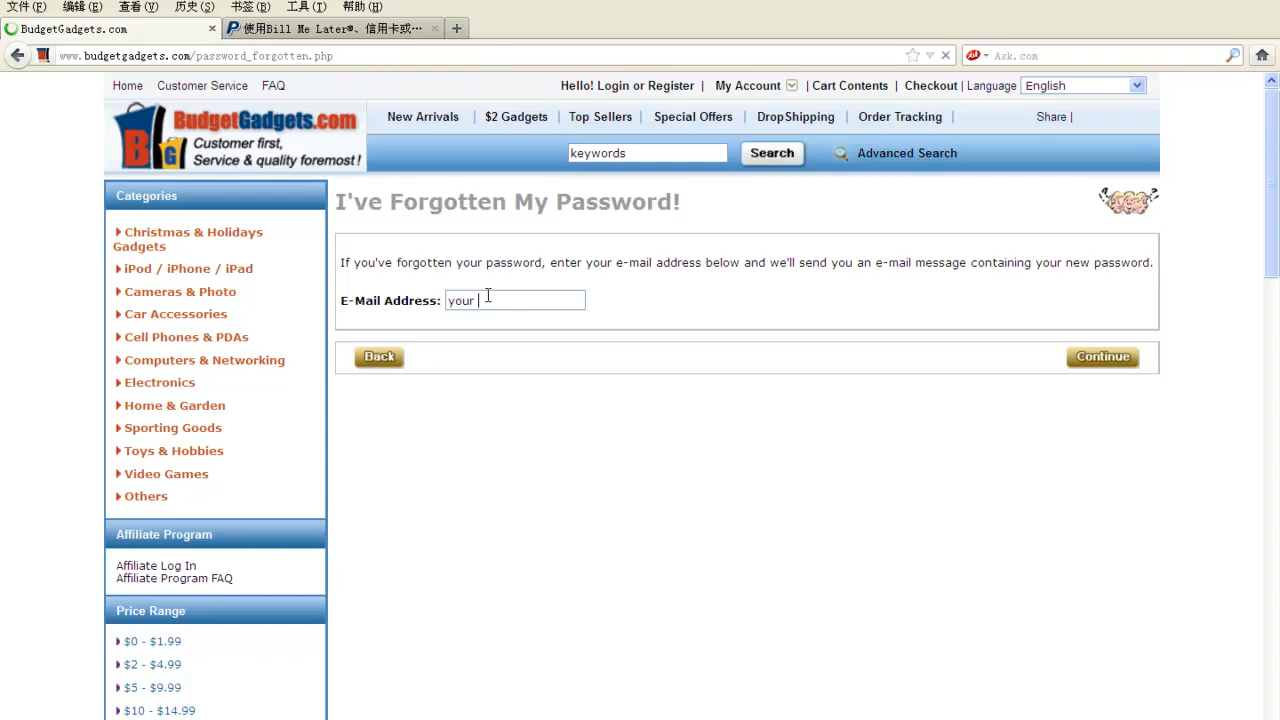 文件(F) 编辑(E) 查看(V) 历史(S) 书签(B) 工具(T) 帮助(H)
BudgetGadgets.com × 使用Bill Me Later®、信用卡或··· × +
www.budgetgadgets.com/password_forgotten.php Ask.com
Home Customer Service FAQ Hello! Login or Register | My Account | Cart Contents | Checkout | Language English
BudgetGadgets.com
Customer first,
Service & quality foremost!
BG
New Arrivals | $2 Gadgets | Top Sellers | Special Offers | DropShipping | Order Tracking | Share |
keywords Search Advanced Search
Categories
Christmas & Holidays
Gadgets
iPod / iPhone / iPad
Cameras & Photo
Car Accessories
Cell Phones & PDAs
Computers & Networking
Electronics
Home & Garden
Sporting Goods
Toys & Hobbies
Video Games
Others
Affiliate Program
Affiliate Log In
Affiliate Program FAQ
Price Range
$0 - $1.99
$2 - $4.99
$5 - $9.99
$10 - $14.99
I've Forgotten My Password!
If you've forgotten your password, enter your e-mail address below and we'll send you an e-mail message containing your new password.
E-Mail Address: your
Back Continue